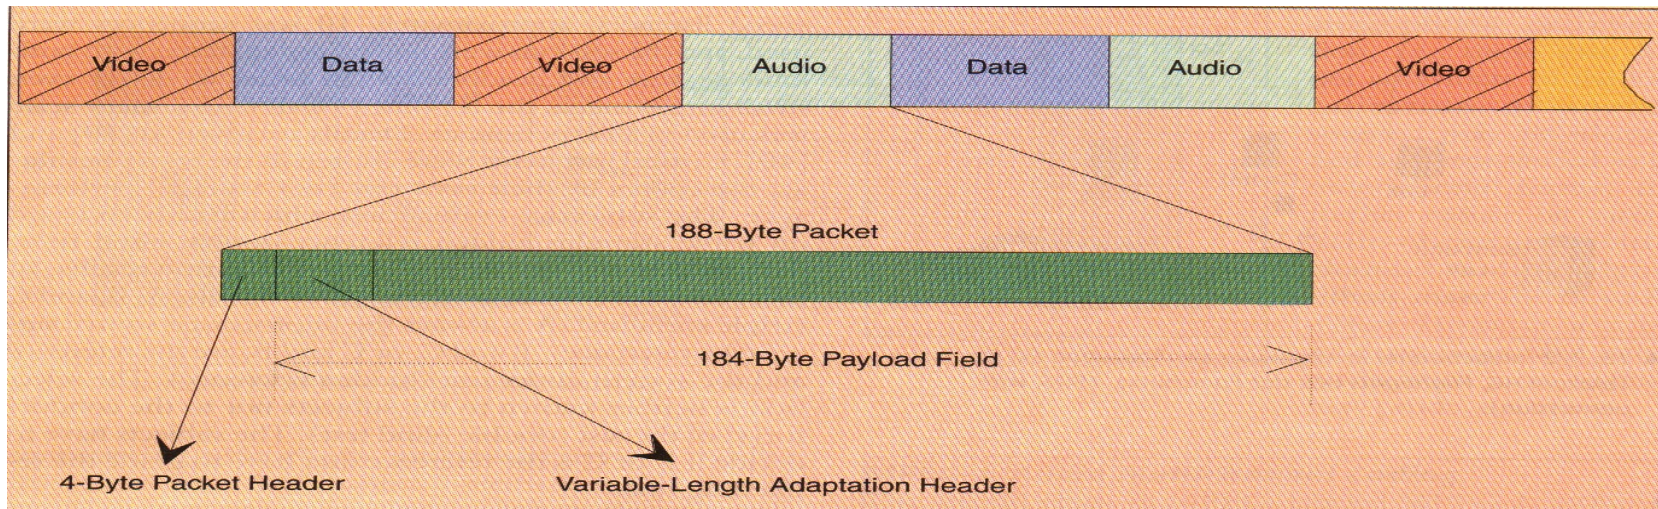 Video Data Video Audio Data Audio Video
188-Byte Packet
184-Byte Payload Field
4-Byte Packet Header
Variable-Length Adaptation Header